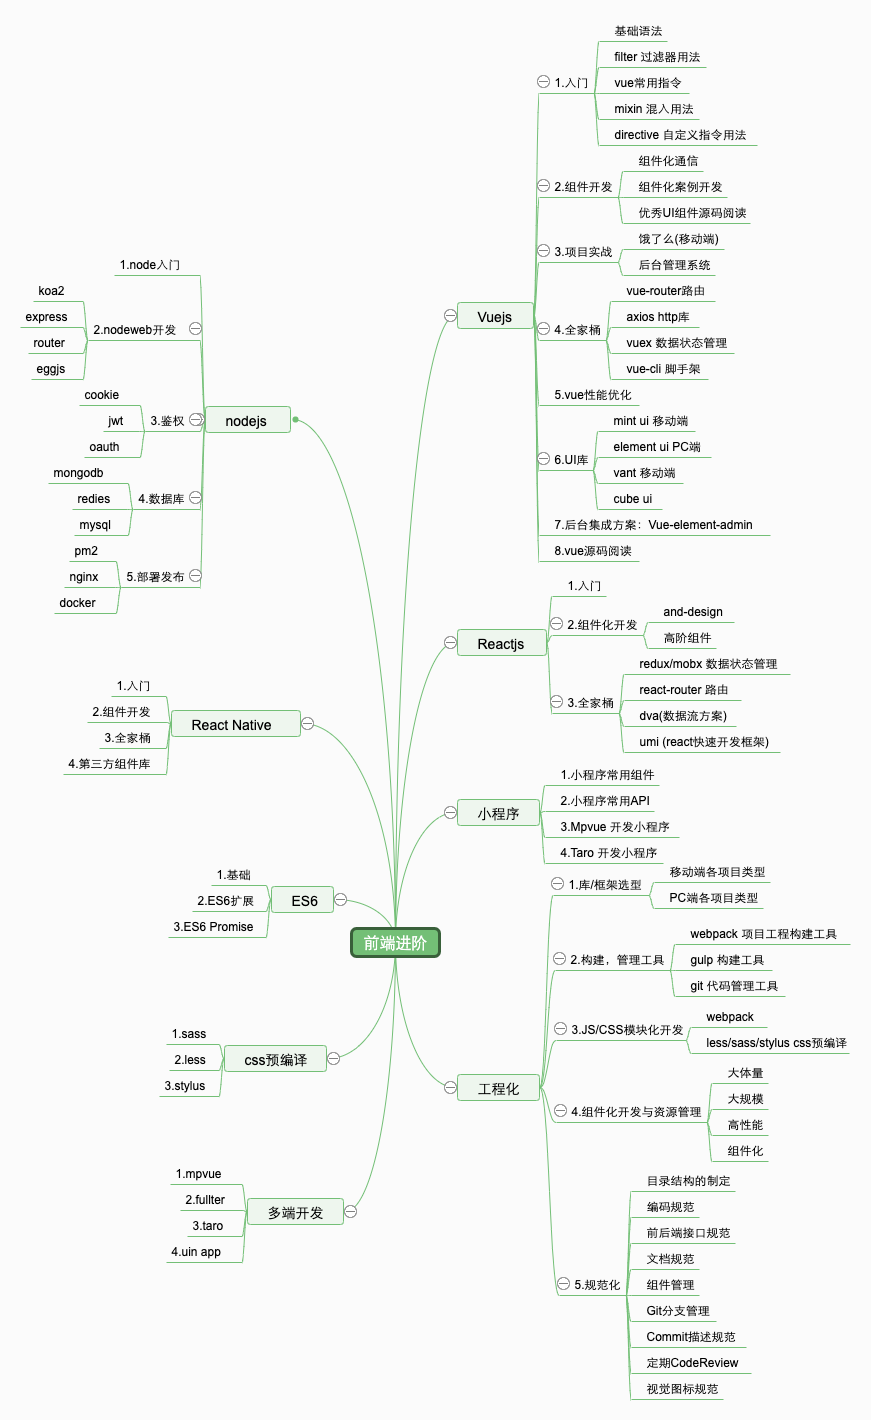 前端进阶
Vuejs
1.入门
基础语法
filter 过滤器用法
vue常用指令
mixin 混入用法
directive 自定义指令用法
2.组件开发
组件化通信
组件化案例开发
优秀UI组件源码阅读
3.项目实战
饿了么(移动端)
后台管理系统
4.全家桶
vue-router路由
axios http库
vuex 数据状态管理
vue-cli 脚手架
5.vue性能优化
6.UI库
mint ui 移动端
element ui PC端
vant 移动端
cube ui
7.后台集成方案：Vue-element-admin
8.vue源码阅读
Reactjs
1.入门
2.组件化开发
and-design
高阶组件
3.全家桶
redux/mobx 数据状态管理
react-router 路由
dva(数据流方案)
umi (react快速开发框架)
小程序
1.小程序常用组件
2.小程序常用API
3.Mpvue 开发小程序
4.Taro 开发小程序
工程化
1.库/框架选型
移动端各项目类型
PC端各项目类型
2.构建，管理工具
webpack 项目工程构建工具
gulp 构建工具
git 代码管理工具
3.JS/CSS模块化开发
webpack
less/sass/stylus css预编译
4.组件化开发与资源管理
大体量
大规模
高性能
组件化
5.规范化
目录结构的制定
编码规范
前后端接口规范
文档规范
组件管理
Git分支管理
Commit描述规范
定期CodeReview
视觉图标规范
nodejs
1.node入门
2.nodeweb开发
koa2
express
router
eggjs
3.鉴权
cookie
jwt
oauth
4.数据库
mongodb
redies
mysql
5.部署发布
pm2
nginx
docker
React Native
1.入门
2.组件开发
3.全家桶
4.第三方组件库
ES6
1.基础
2.ES6扩展
3.ES6 Promise
css预编译
1.sass
2.less
3.stylus
多端开发
1.mpvue
2.fullter
3.taro
4.uin app